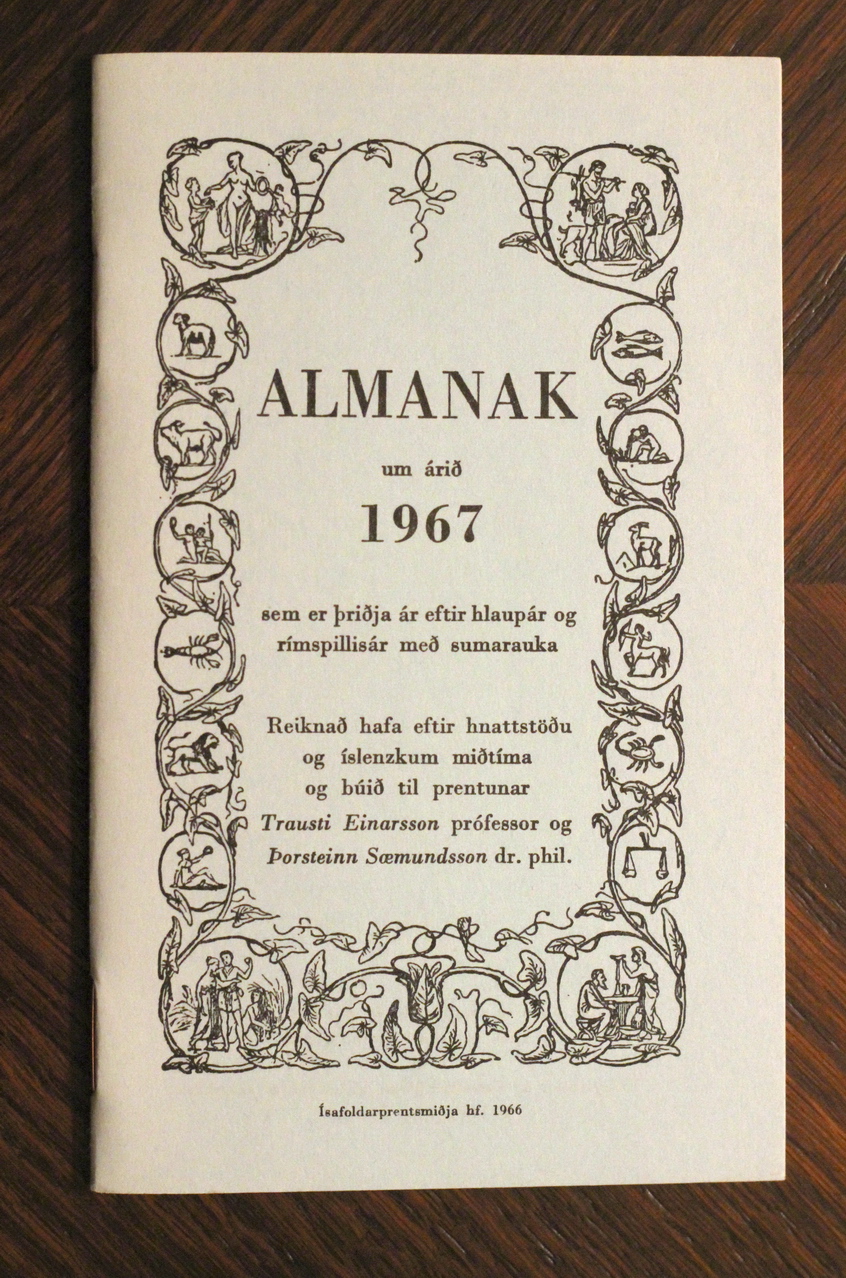 ALMANAK
um árið
1967
sem er þriðja ár eftir hlaupár og
rímspillisár með sumarauka
Reiknað hafa eftir hnattstöðu
og íslenzkum miðtíma
og búið til prentunar
Trausti Einarsson prófessor og
Þorsteinn Sæmundsson dr. phil.
Ísafoldarprentsmiðja hf. 1966